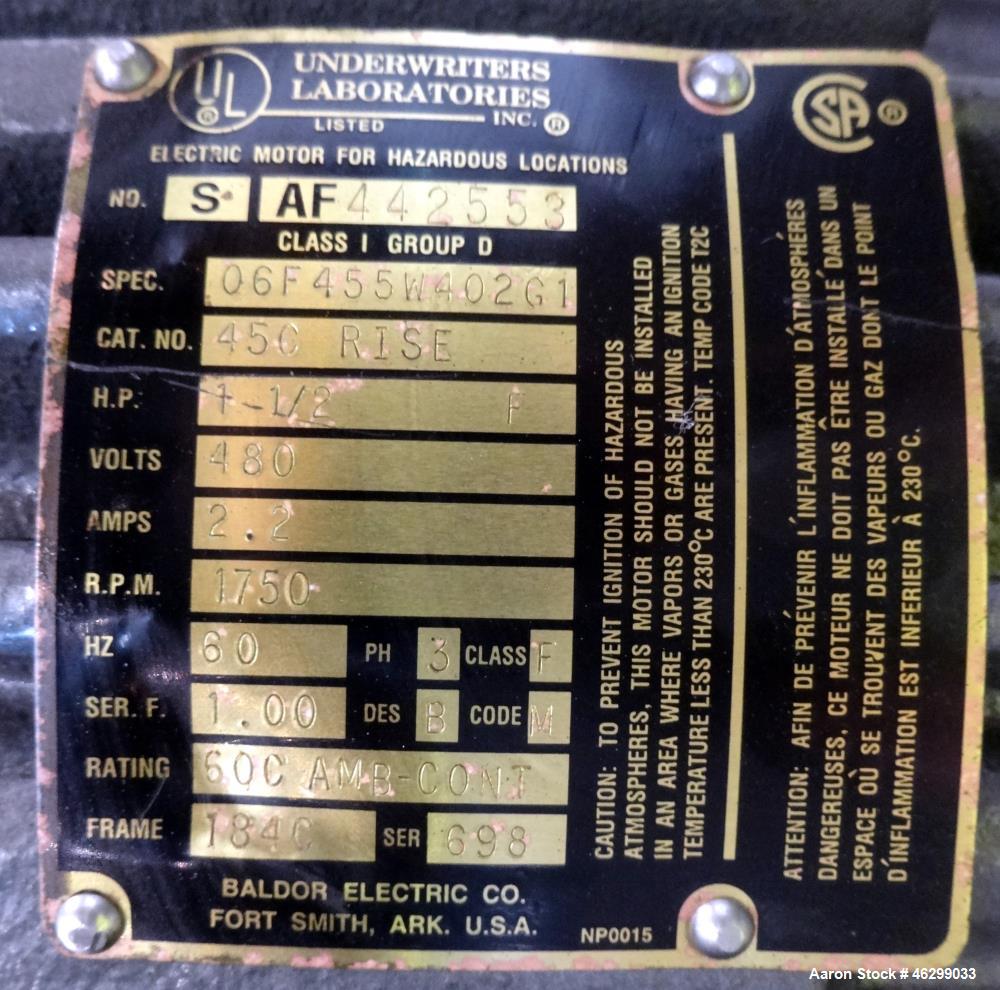 UL ®
UNDERWRITERS
LABORATORIES
INC. ®
LISTED
SA ®
ELECTRIC MOTOR FOR HAZARDOUS LOCATIONS
NO. S AF442553
CLASS I GROUP D
SPEC. 06F455W402G1
CAT. NO. 45C RISE
H.P. 1-1/2 F
VOLTS 480
AMPS 2.2
R.P.M. 1750
HZ 60 PH 3 CLASS F
SER. F. 1.00 DES B CODE M
RATING 60C AMB-CONT
FRAME 184C SER 698
BALDOR ELECTRIC CO.
FORT SMITH, ARK. U.S.A.
NP0015
CAUTION: TO PREVENT IGNITION OF HAZARDOUS
ATMOSPHERES, THIS MOTOR SHOULD NOT BE INSTALLED
IN AN AREA WHERE VAPORS OR GASES HAVING AN IGNITION
TEMPERATURE LESS THAN 230°C ARE PRESENT. TEMP CODE T2C
ATTENTION: AFIN DE PRÉVENIR L'INFLAMMATION D'ATMOSPHÉRES
DANGEREUSES, CE MOTEUR NE DOIT PAS ÊTRE INSTALLÉ DANS UN
ESPACE OÙ SE TROUVENT DES VAPEURS OU GAZ DONT LE POINT
D'INFLAMMATION EST INFERIEUR À 230°C.
Aaron Stock # 46299033